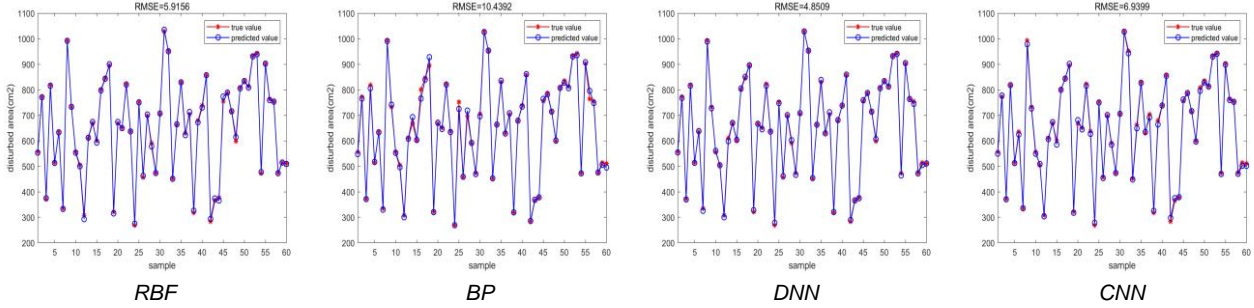 RMSE=5.9156
1100
1000
900
800
700
600
500
400
300
200
disturbed area(cm2)
true value
predicted value
5 10 15 20 25 30 35 40 45 50 55 60
sample
RBF
RMSE=10.4392
1100
1000
900
800
700
600
500
400
300
200
disturbed area(cm2)
true value
predicted value
5 10 15 20 25 30 35 40 45 50 55 60
sample
BP
RMSE=4.8509
1100
1000
900
800
700
600
500
400
300
200
disturbed area(cm2)
true value
predicted value
5 10 15 20 25 30 35 40 45 50 55 60
sample
DNN
RMSE=6.9399
1100
1000
900
800
700
600
500
400
300
200
disturbed area(cm2)
true value
predicted value
5 10 15 20 25 30 35 40 45 50 55 60
sample
CNN